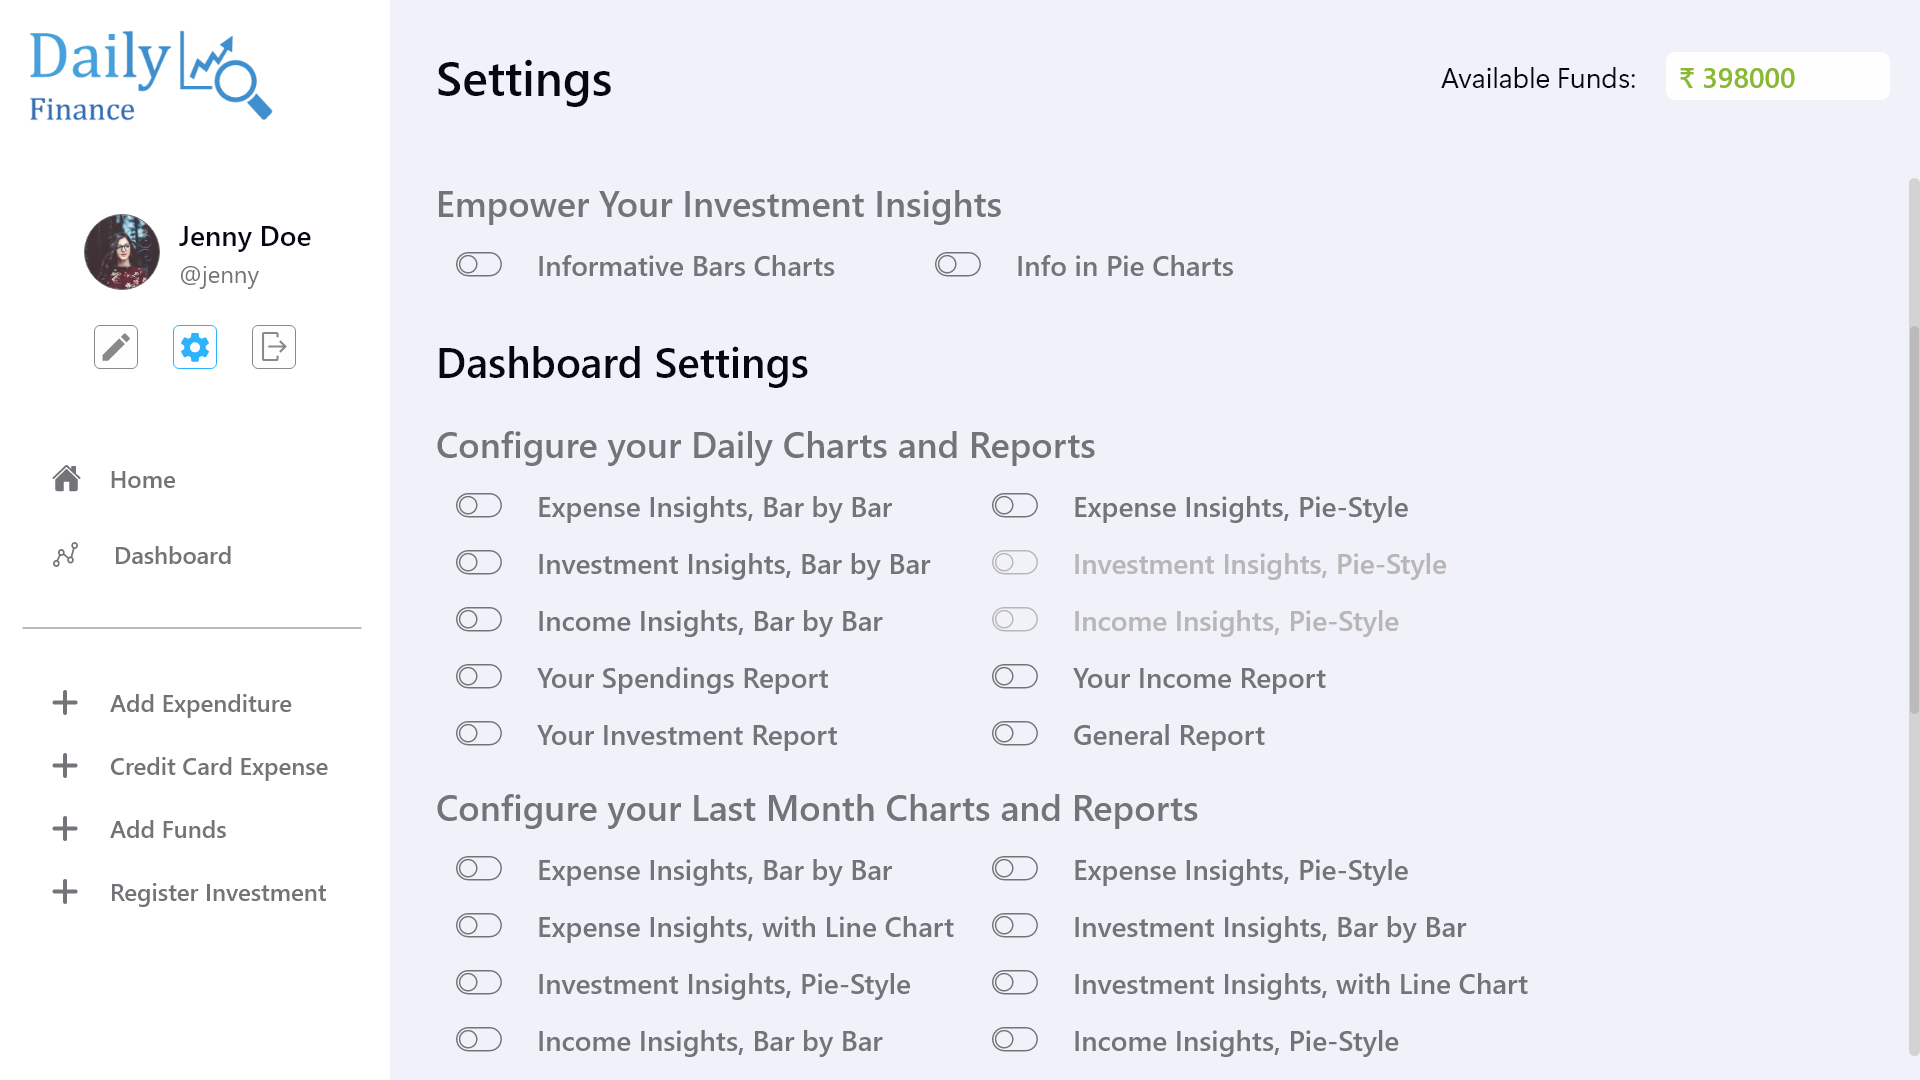 Daily
Finance
Jenny Doe
@jenny
Home
Dashboard
Add Expenditure
Credit Card Expense
Add Funds
Register Investment
Settings
Available Funds: ₹ 398000
Empower Your Investment Insights
Informative Bars Charts Info in Pie Charts
Dashboard Settings
Configure your Daily Charts and Reports
Expense Insights, Bar by Bar Expense Insights, Pie-Style
Investment Insights, Bar by Bar Investment Insights, Pie-Style
Income Insights, Bar by Bar Income Insights, Pie-Style
Your Spendings Report Your Income Report
Your Investment Report General Report
Configure your Last Month Charts and Reports
Expense Insights, Bar by Bar Expense Insights, Pie-Style
Expense Insights, with Line Chart Investment Insights, Bar by Bar
Investment Insights, Pie-Style Investment Insights, with Line Chart
Income Insights, Bar by Bar Income Insights, Pie-Style